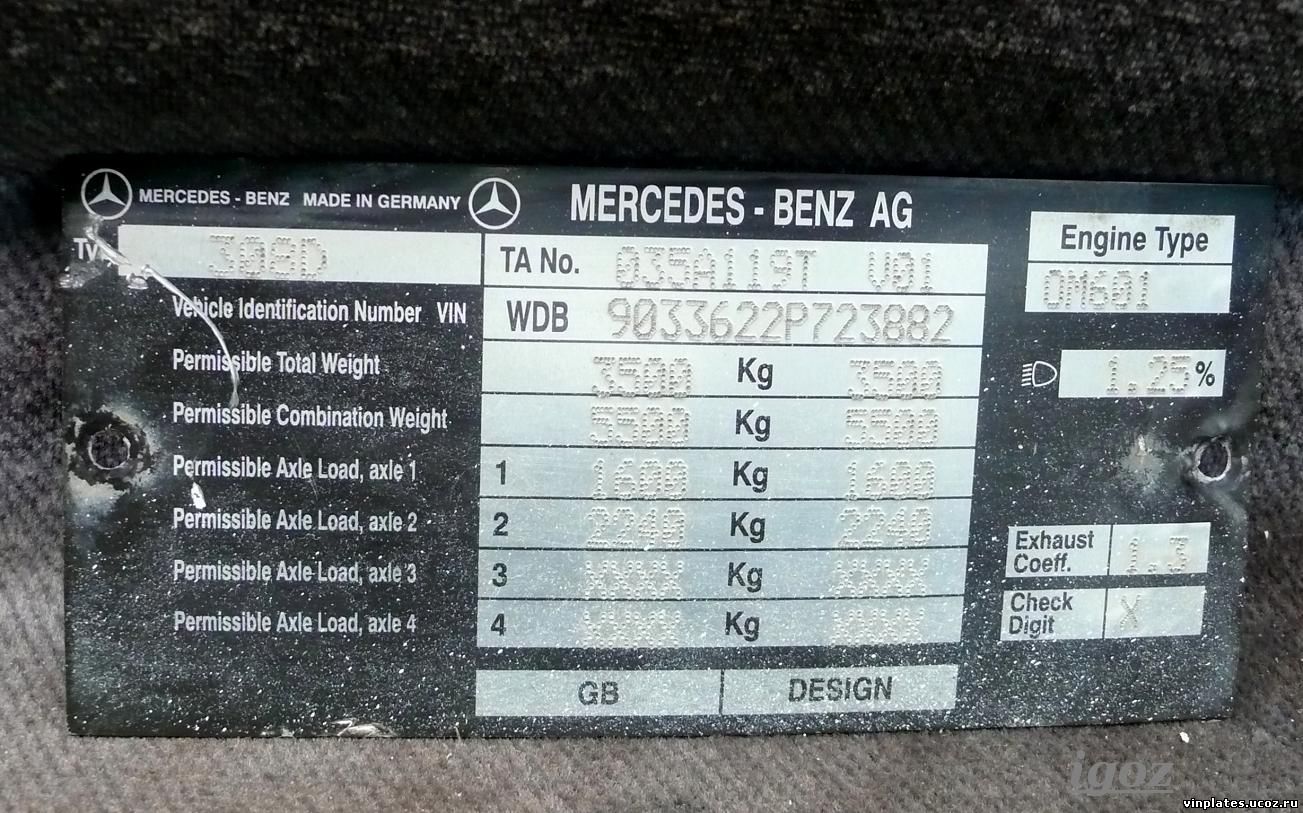 MERCEDES - BENZ MADE IN GERMANY
MERCEDES - BENZ AG
308D
TA No. 035A119T V01
Vehicle Identification Number VIN WDB 9033622P723882
Permissible Total Weight 3500 Kg 3500
Permissible Combination Weight 5500 Kg 5500
Permissible Axle Load, axle 1 1 1600 Kg 1600
Permissible Axle Load, axle 2 2 2240 Kg 2240
Permissible Axle Load, axle 3 3 XXXX Kg XXXX
Permissible Axle Load, axle 4 4 XXXX Kg XXXX
GB DESIGN
Engine Type
OM601
1.25%
Exhaust
Coeff. 1.3
Check
Digit X
igoz
vinplates.ucoz.ru